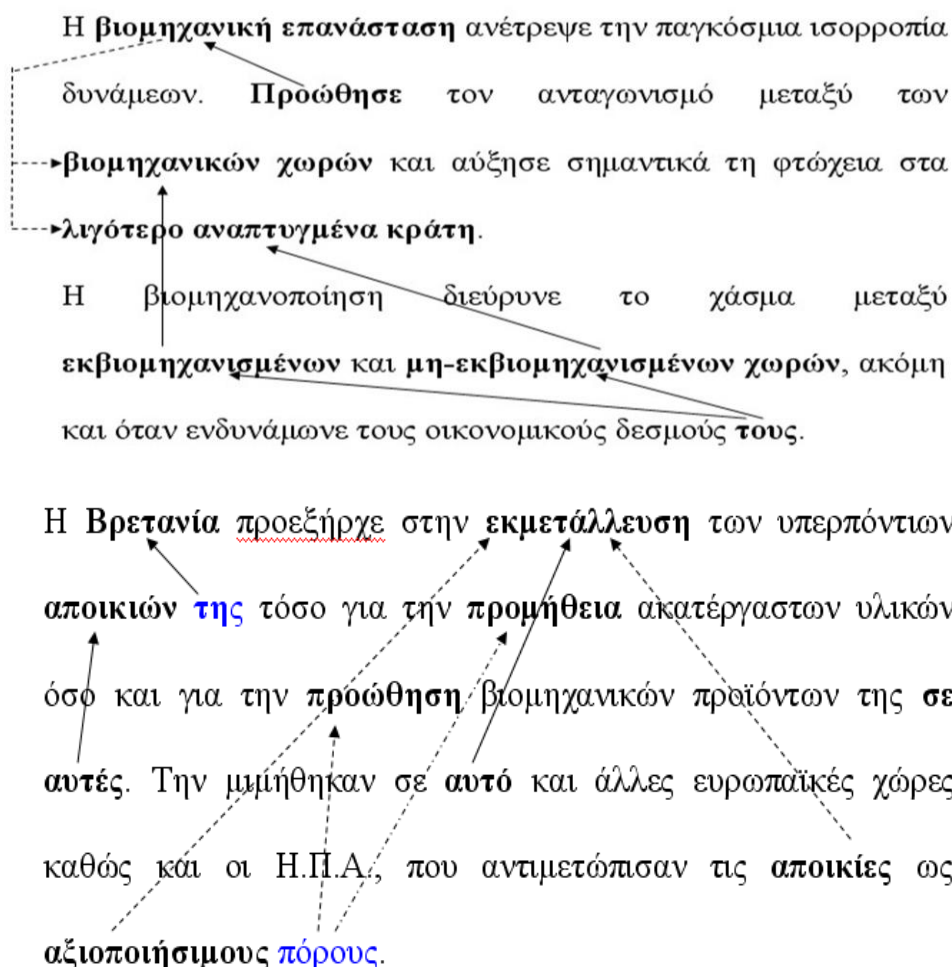 Η βιομηχανική επανάσταση ανέτρεψε την παγκόσμια ισορροπία
δυνάμεων. Προώθησε τον ανταγωνισμό μεταξύ των
βιομηχανικών χωρών και αύξησε σημαντικά τη φτώχεια στα
λιγότερο αναπτυγμένα κράτη.
Η βιομηχανοποίηση διεύρυνε το χάσμα μεταξύ
εκβιομηχανισμένων και μη-εκβιομηχανισμένων χωρών, ακόμη
και όταν ενδυνάμωνε τους οικονομικούς δεσμούς τους.
Η Βρετανία προεξήρχε στην εκμετάλλευση των υπερπόντιων
αποικιών της τόσο για την προμήθεια ακατέργαστων υλικών
όσο και για την προώθηση βιομηχανικών προϊόντων της σε
αυτές. Την μιμήθηκαν σε αυτό και άλλες ευρωπαϊκές χώρες
καθώς και οι Η.Π.Α., που αντιμετώπισαν τις αποικίες ως
αξιοποιήσιμους πόρους.